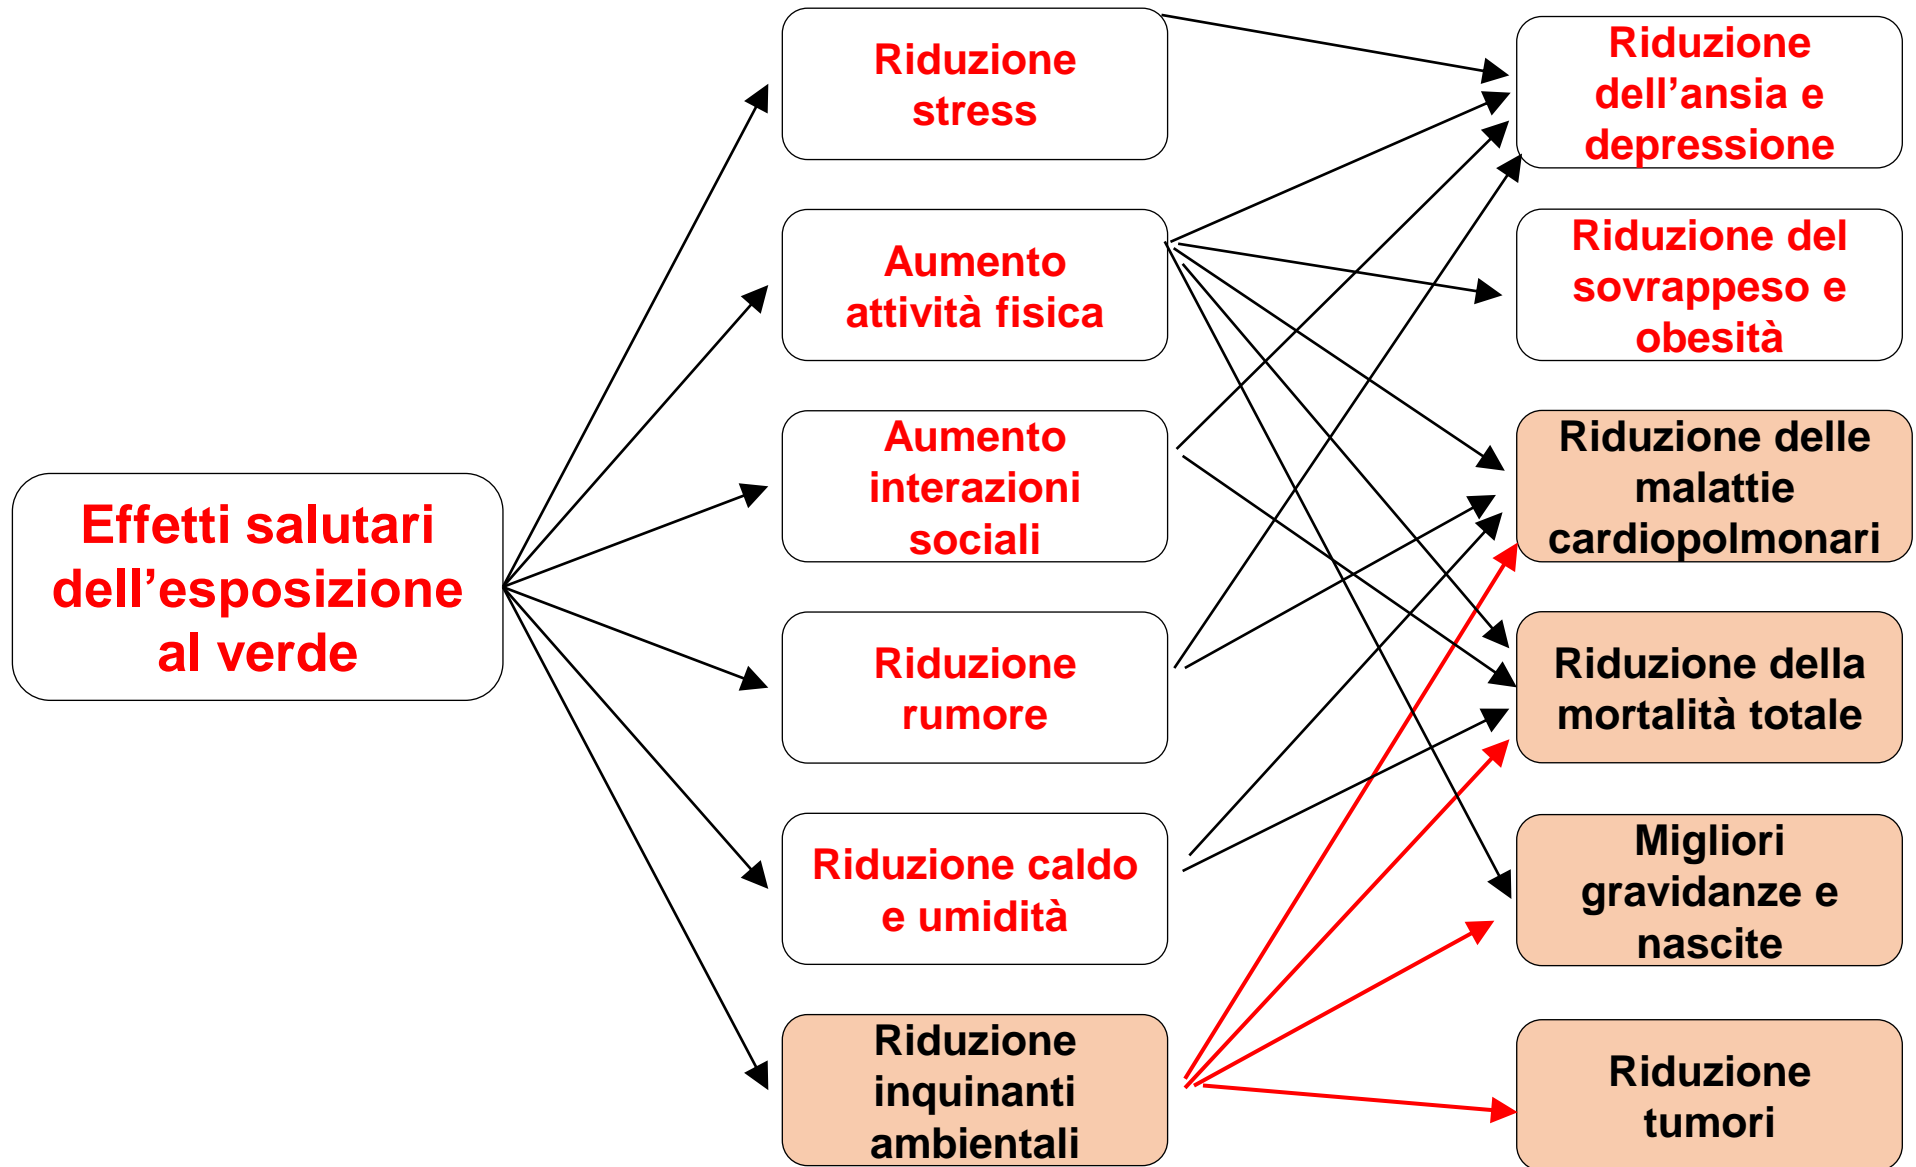 Effetti salutari
dell’esposizione
al verde
Riduzione
stress
Aumento
attività fisica
Aumento
interazioni
sociali
Riduzione
rumore
Riduzione caldo
e umidità
Riduzione
inquinanti
ambientali
Riduzione
dell’ansia e
depressione
Riduzione del
sovrappeso e
obesità
Riduzione delle
malattie
cardiopolmonari
Riduzione della
mortalità totale
Migliori
gravidanze e
nascite
Riduzione
tumori